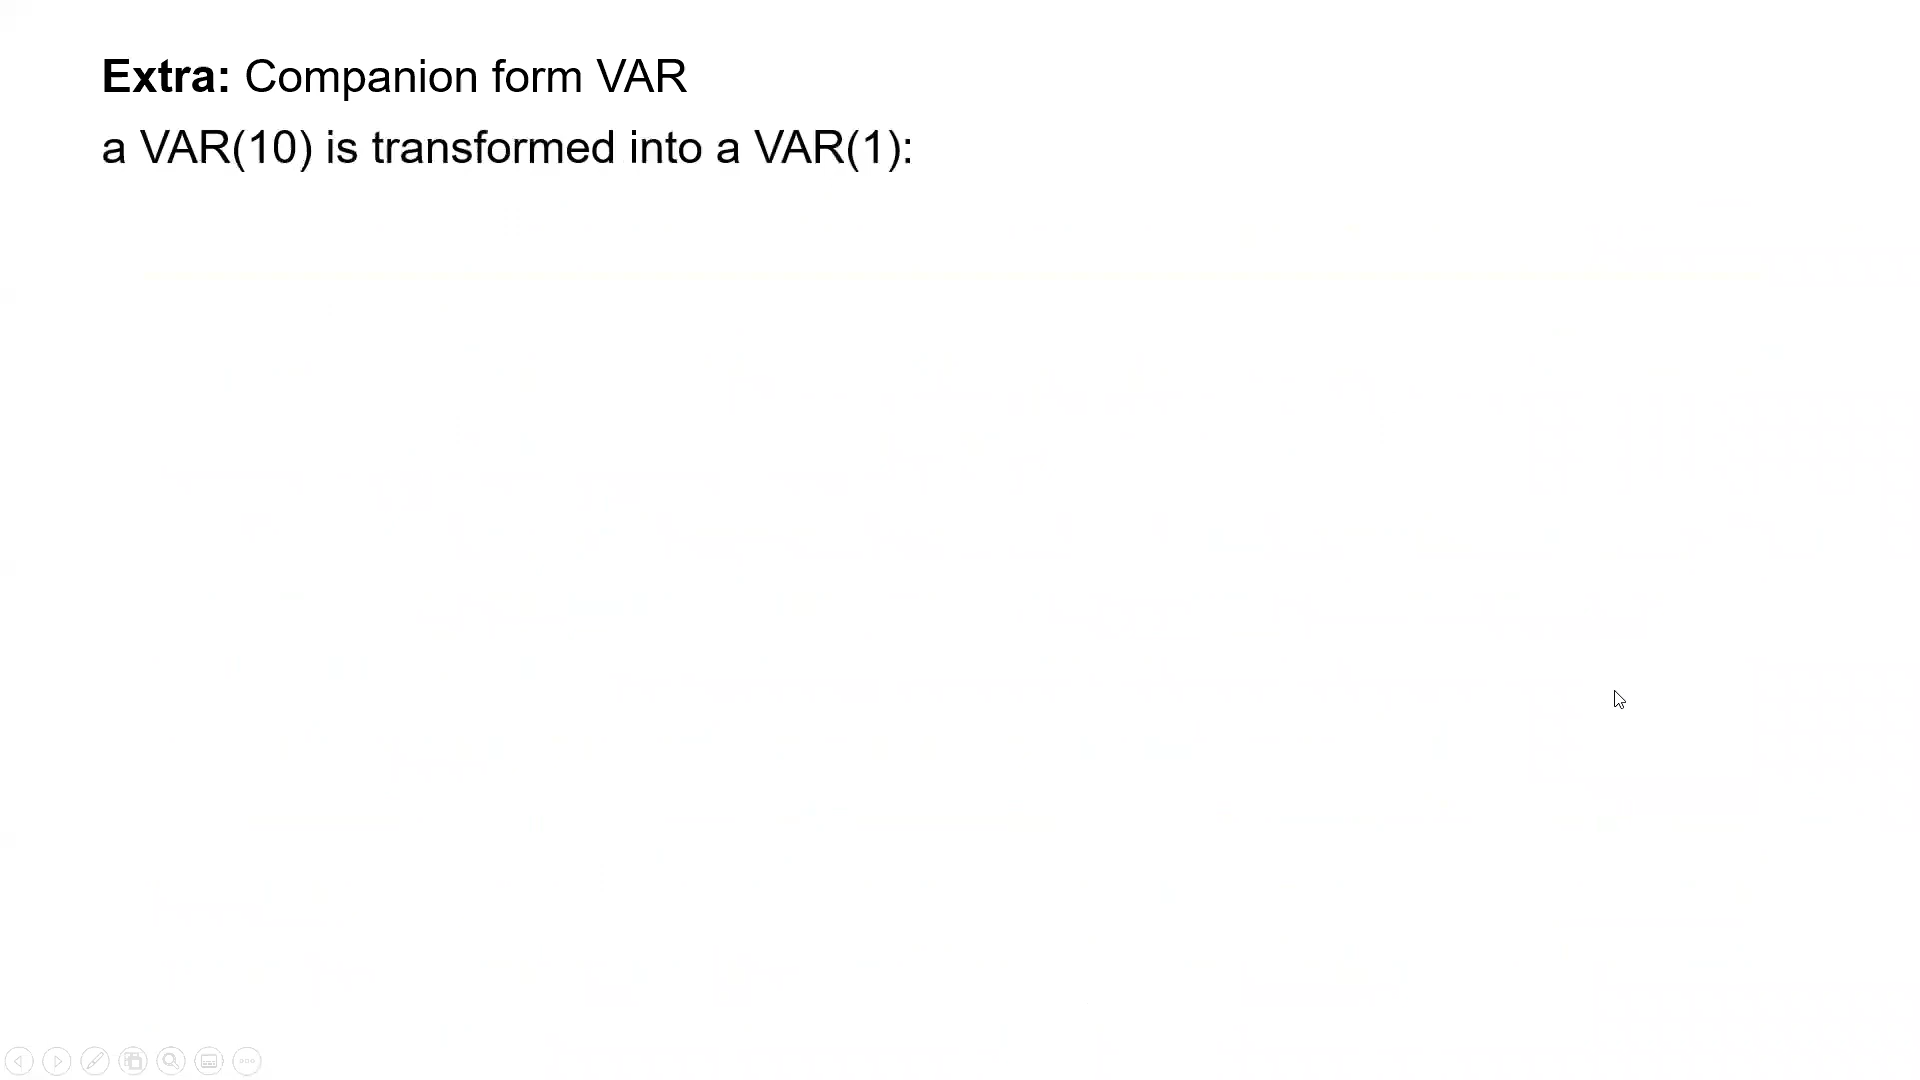 Extra: Companion form VAR
a VAR(10) is transformed into a VAR(1):